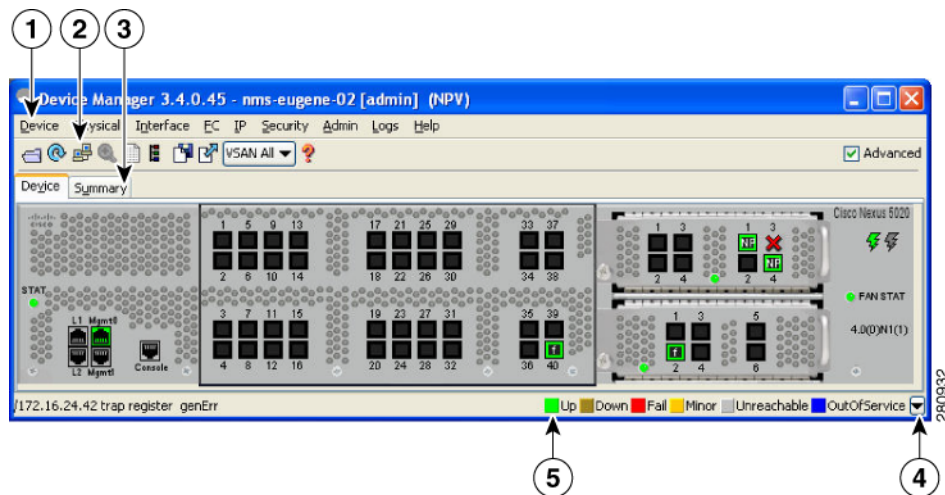 1 2 3
Device Manager 3.4.0.45 - nms-eugene-02 [admin] (NPV)
Device Physical Interface FC IP Security Admin Logs Help
VSAN All Advanced
Device Summary
Cisco Nexus 5020
1 5 9 13 17 21 25 29 33 37
1 3 1 3
NP
NP
2 6 10 14 18 22 26 30 34 38
2 4 2 4
STAT
FAN STAT
L1 Mgmt0
3 7 11 15 19 23 27 31 35 39
1 3 5
4.0(0)N1(1)
f
f
L2 Mgmt1 Console
4 8 12 16 20 24 28 32 36 40
2 4 6
/172.16.24.42 trap register genErr
Up Down Fail Minor Unreachable OutOfService
280932
5 4